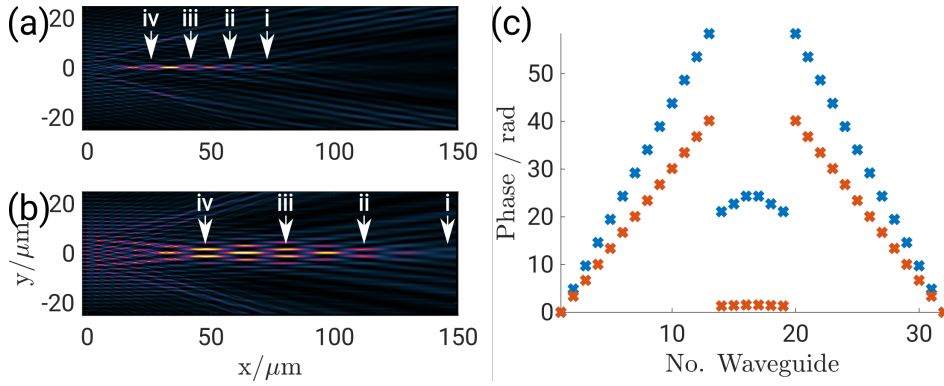 (a)
iv iii ii i
20
0
-20
0 50 100 150
(b)
iv iii ii i
20
0
-20
y/μm
0 50 100 150
x/μm
(c)
50
40
30
20
10
0
Phase / rad
10 20 30
No. Waveguide